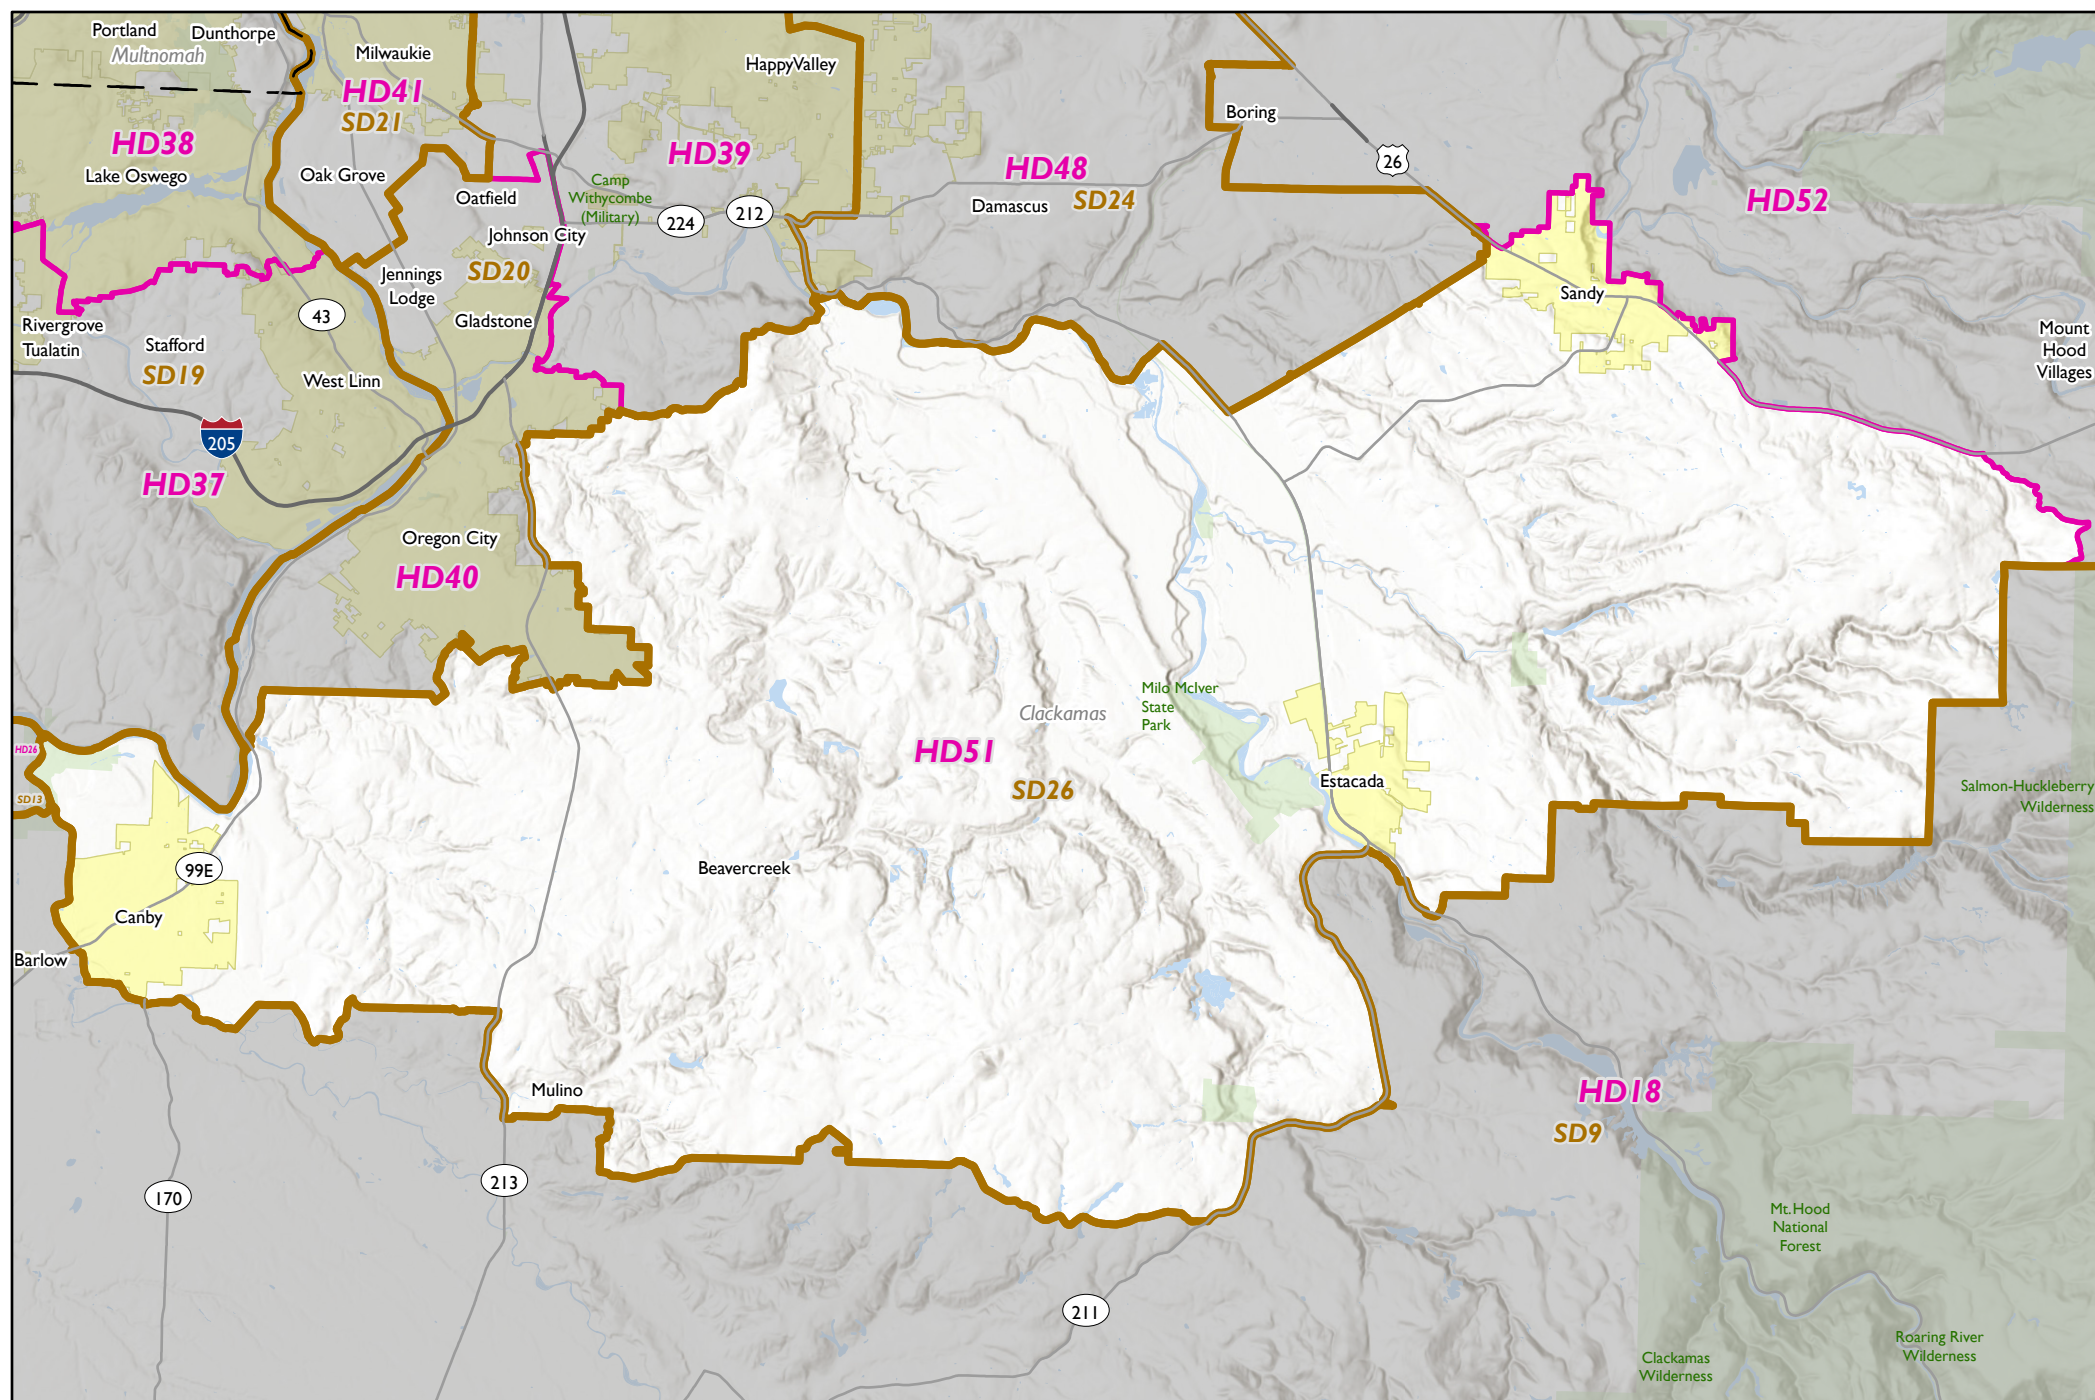 Portland
Dunthorpe
Multnomah
Milwaukie
HappyValley
HD41
SD21
Boring
HD38
Lake Oswego
Oak Grove
HD39
HD48
SD24
26
Camp
Withycombe
(Military)
Oatfield
224
212
Damascus
HD52
Johnson City
SD20
Jennings
Lodge
Sandy
43
Gladstone
Rivergrove
Tualatin
Stafford
SD19
West Linn
Mount
Hood
Villages
205
HD37
Oregon City
HD40
Milo McIver
State
Park
Clackamas
HD26
HD51
SD26
Estacada
SD13
Salmon-Huckleberry
Wilderness
99E
Beavercreek
Canby
Barlow
Mulino
HD18
SD9
213
170
Mt. Hood
National
Forest
211
Roaring River
Wilderness
Clackamas
Wilderness